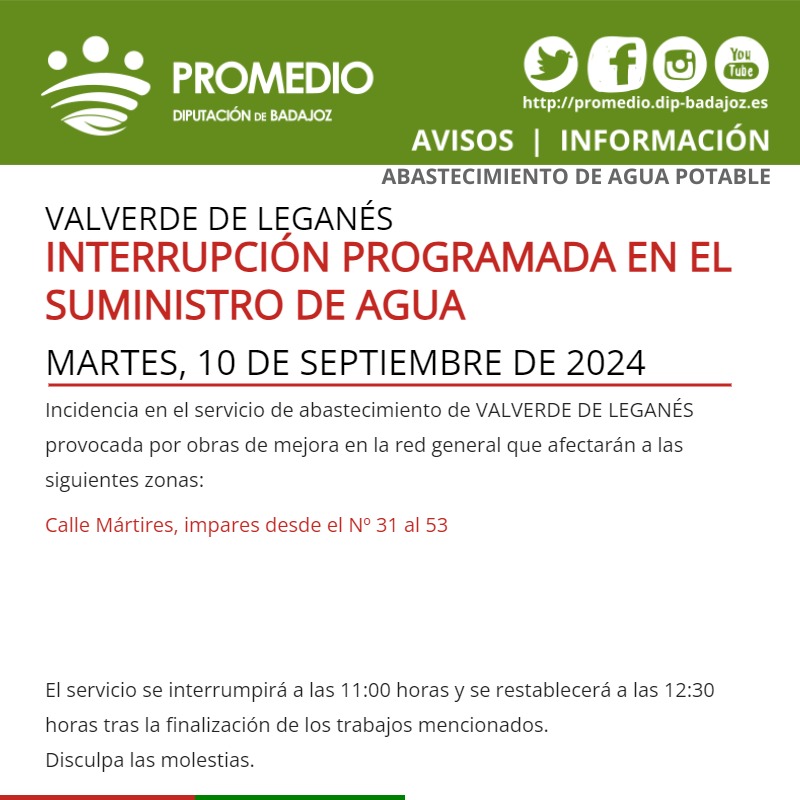 PROMEDIO
DIPUTACIÓN DE BADAJOZ
You
Tube
http://promedio.dip-badajoz.es
AVISOS | INFORMACIÓN
ABASTECIMIENTO DE AGUA POTABLE
VALVERDE DE LEGANÉS
INTERRUPCIÓN PROGRAMADA EN EL
SUMINISTRO DE AGUA
MARTES, 10 DE SEPTIEMBRE DE 2024
Incidencia en el servicio de abastecimiento de VALVERDE DE LEGANÉS
provocada por obras de mejora en la red general que afectarán a las
siguientes zonas:
Calle Mártires, impares desde el Nº 31 al 53
El servicio se interrumpirá a las 11:00 horas y se restablecerá a las 12:30
horas tras la finalización de los trabajos mencionados.
Disculpa las molestias.